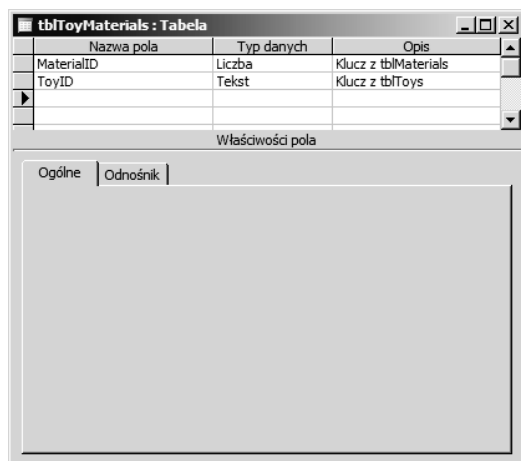 tblToyMaterials : Tabela
Nazwa pola Typ danych Opis
MaterialID Liczba Klucz z tblMaterials
ToyID Tekst Klucz z tblToys
Właściwości pola
Ogólne Odnośnik